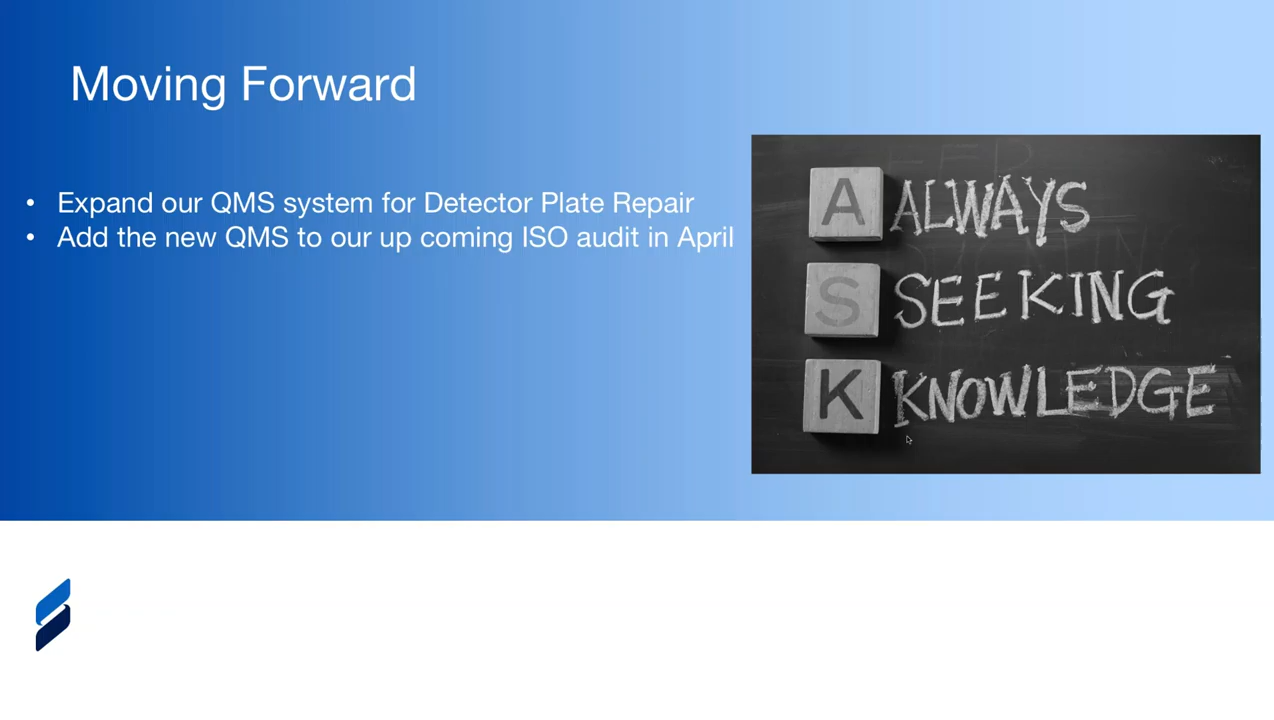 Moving Forward
• Expand our QMS system for Detector Plate Repair
• Add the new QMS to our up coming ISO audit in April
A ALWAYS
S SEEKING
K KNOWLEDGE